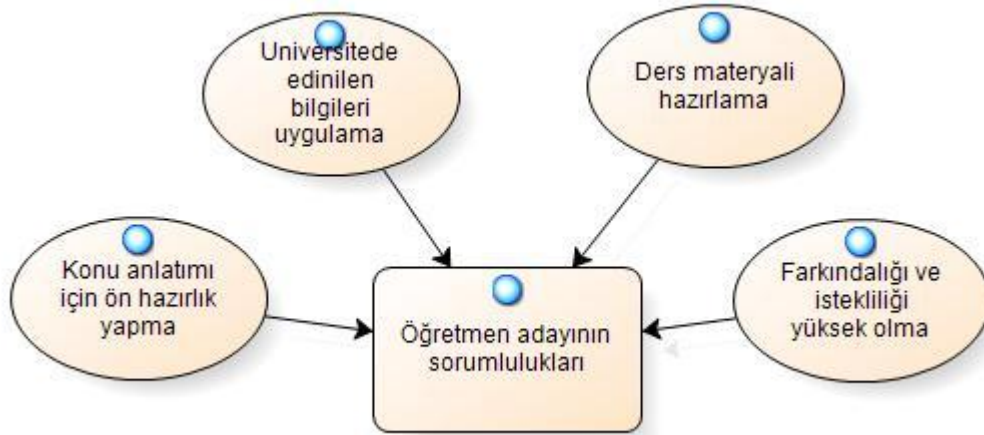 Universitede
edinilen
bilgileri
uygulama
Ders materyali
hazırlama
Konu anlatımı
için ön hazırlık
yapma
Farkındalığı ve
istekliliği
yüksek olma
Öğretmen adayının
sorumlulukları